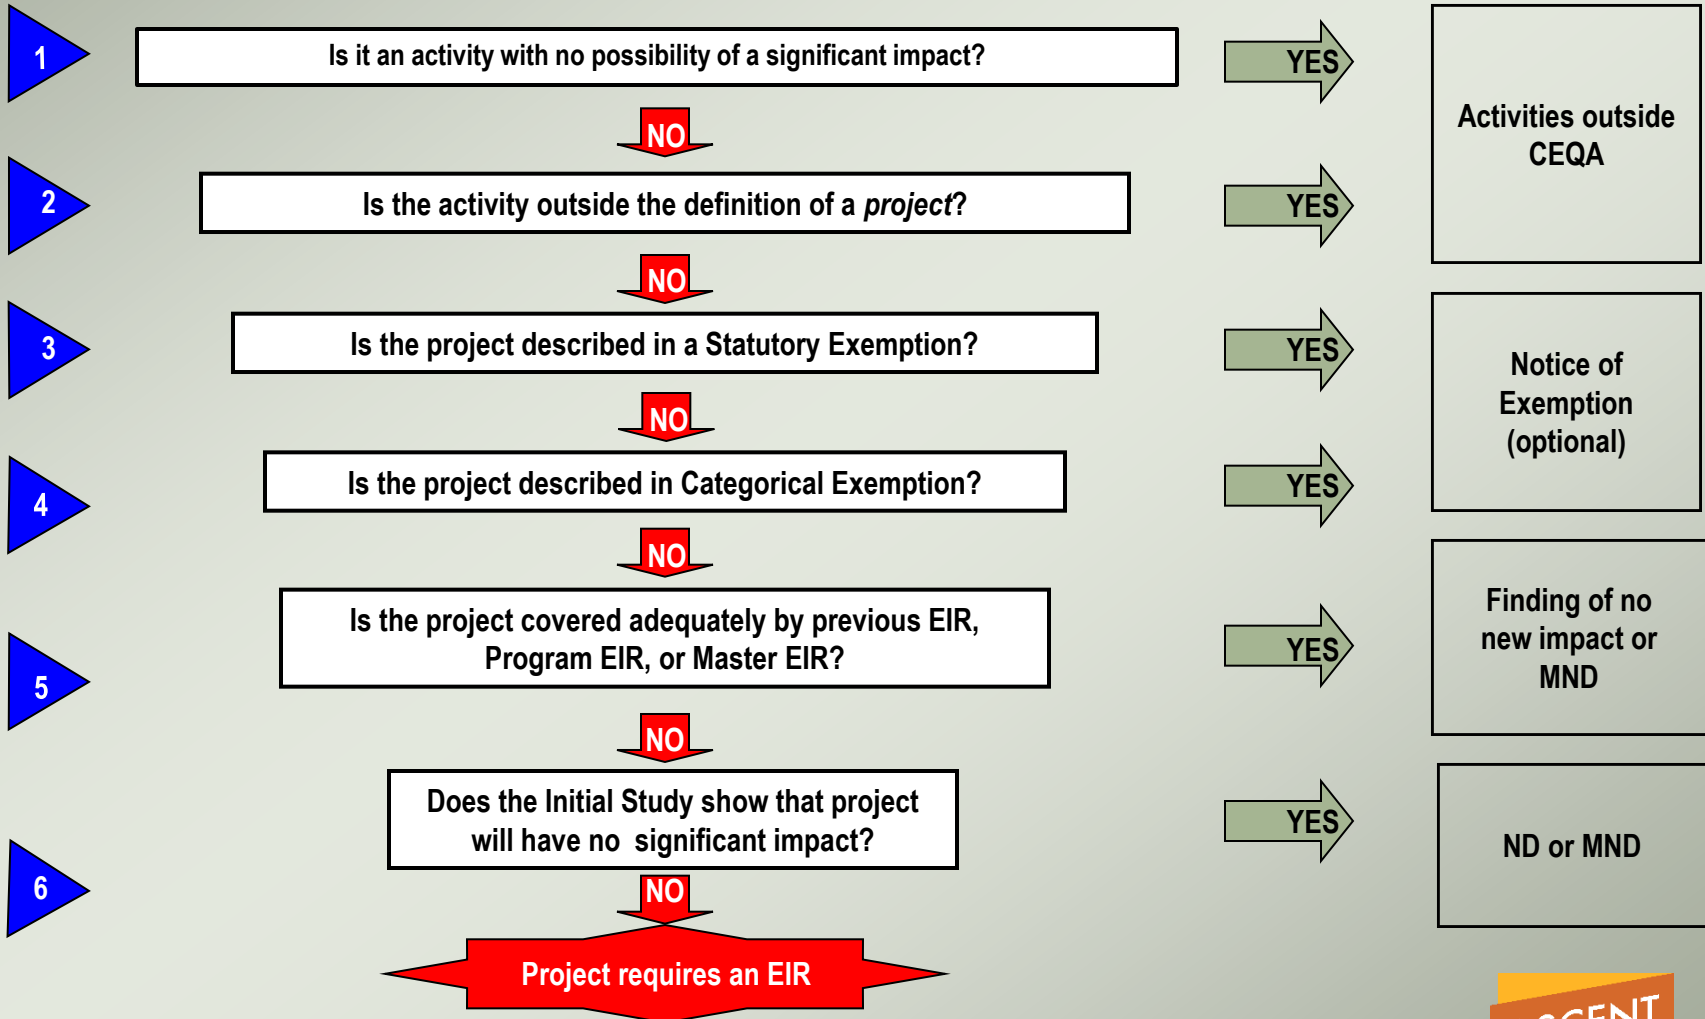 1
Is it an activity with no possibility of a significant impact?
YES
Activities outside
CEQA
NO
2
Is the activity outside the definition of a project?
YES
NO
3
Is the project described in a Statutory Exemption?
YES
Notice of
Exemption
(optional)
NO
4
Is the project described in Categorical Exemption?
YES
NO
5
Is the project covered adequately by previous EIR,
Program EIR, or Master EIR?
YES
Finding of no
new impact or
MND
NO
6
Does the Initial Study show that project
will have no significant impact?
YES
ND or MND
NO
Project requires an EIR